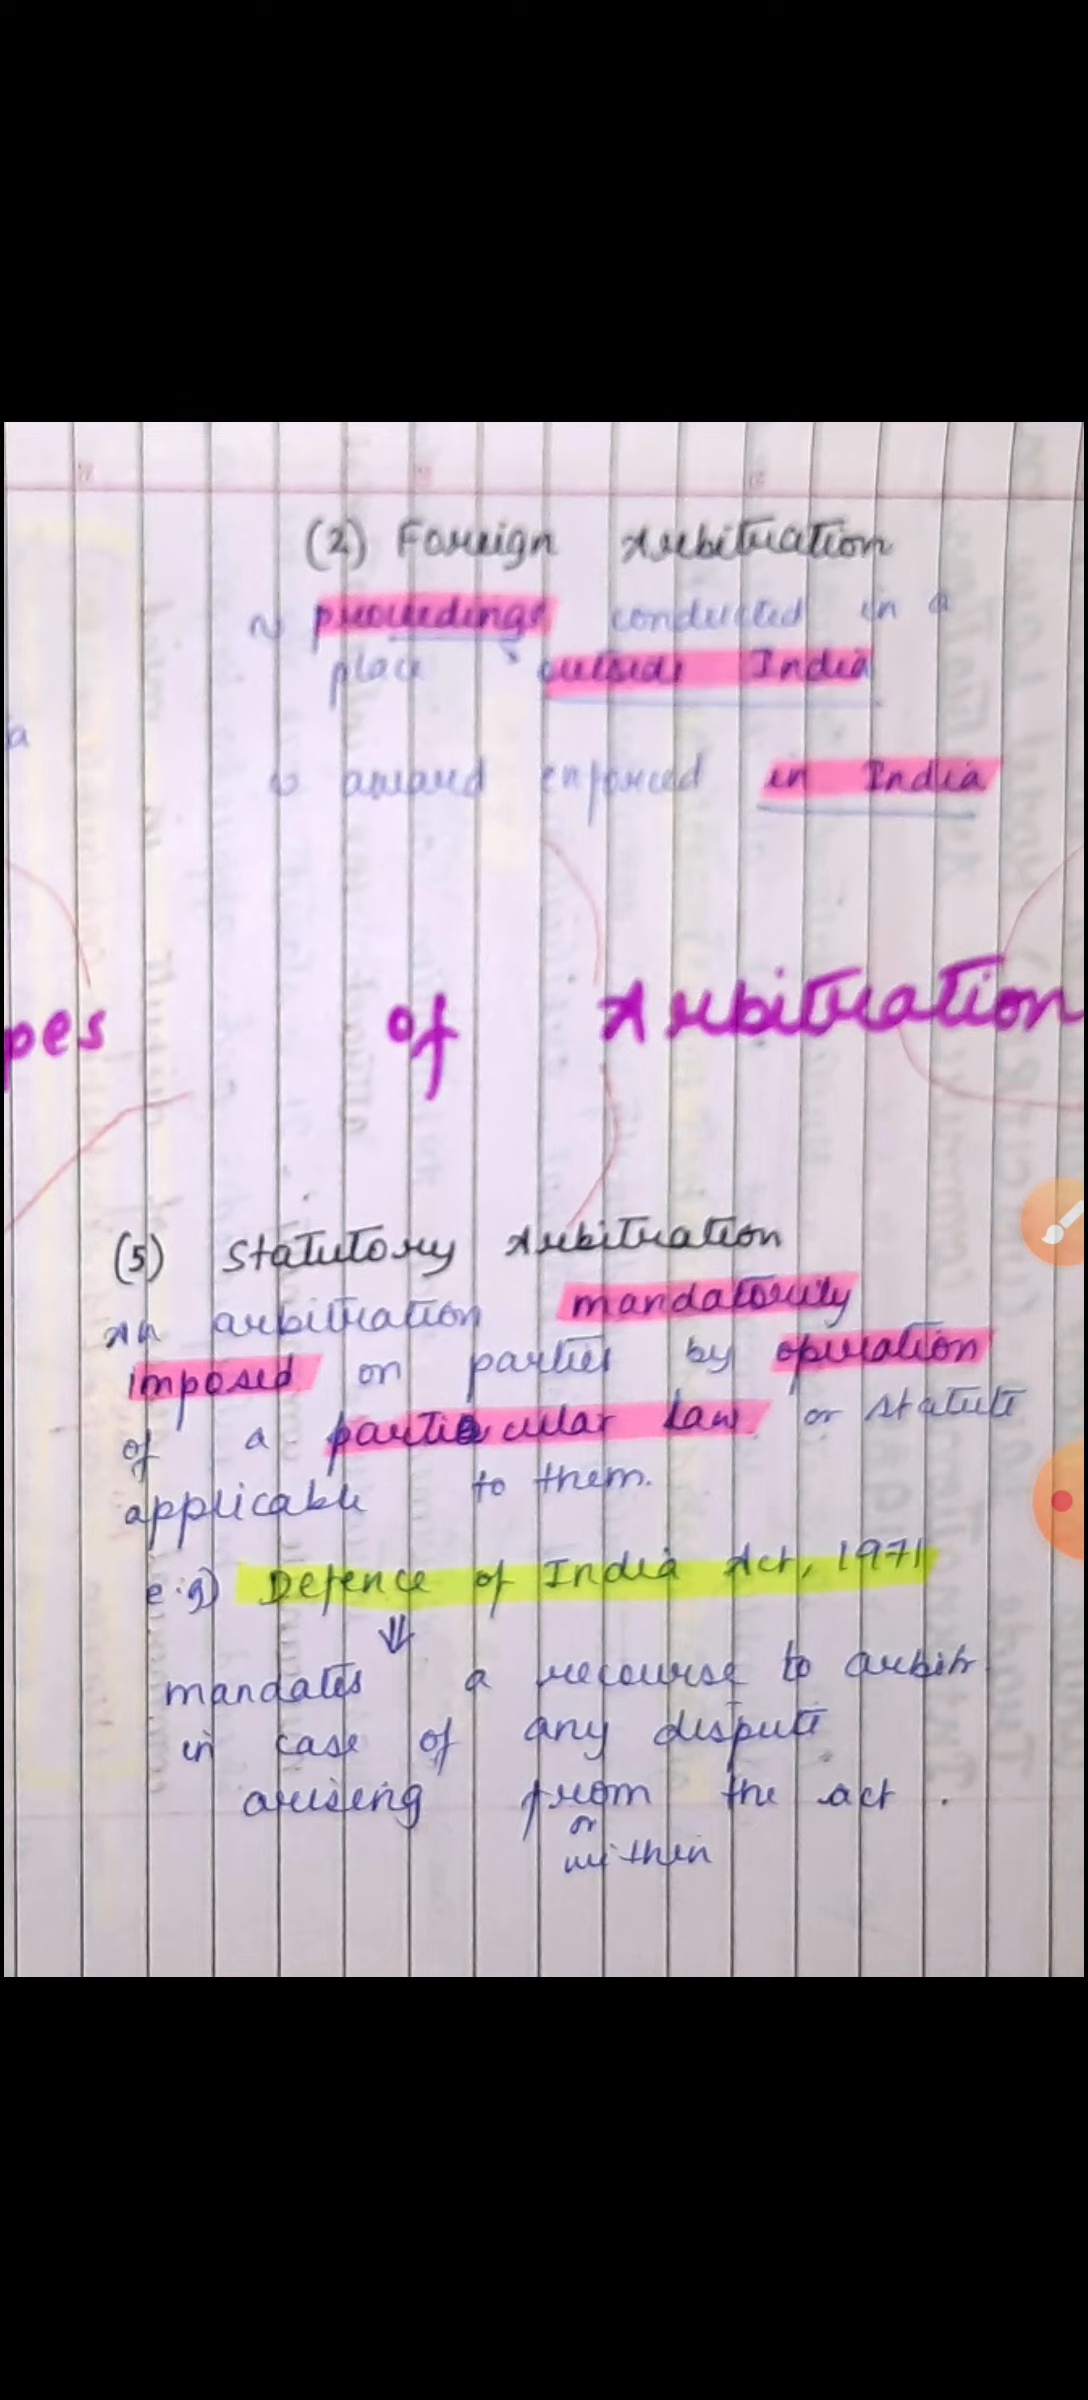 (2) Foreign Arbitration
~ proceedings conducted in a
place outside India
a
~ award enforced in India
pes of Arbitration
(5) Statutory Arbitration
An arbitration mandatorily
imposed on parties by operation
of a particular law or statute
applicable to them.
e.g) Defence of India Act, 1971
⇓
mandates a recourse to arbitr
in case of any dispute
arising from the act.
or
within